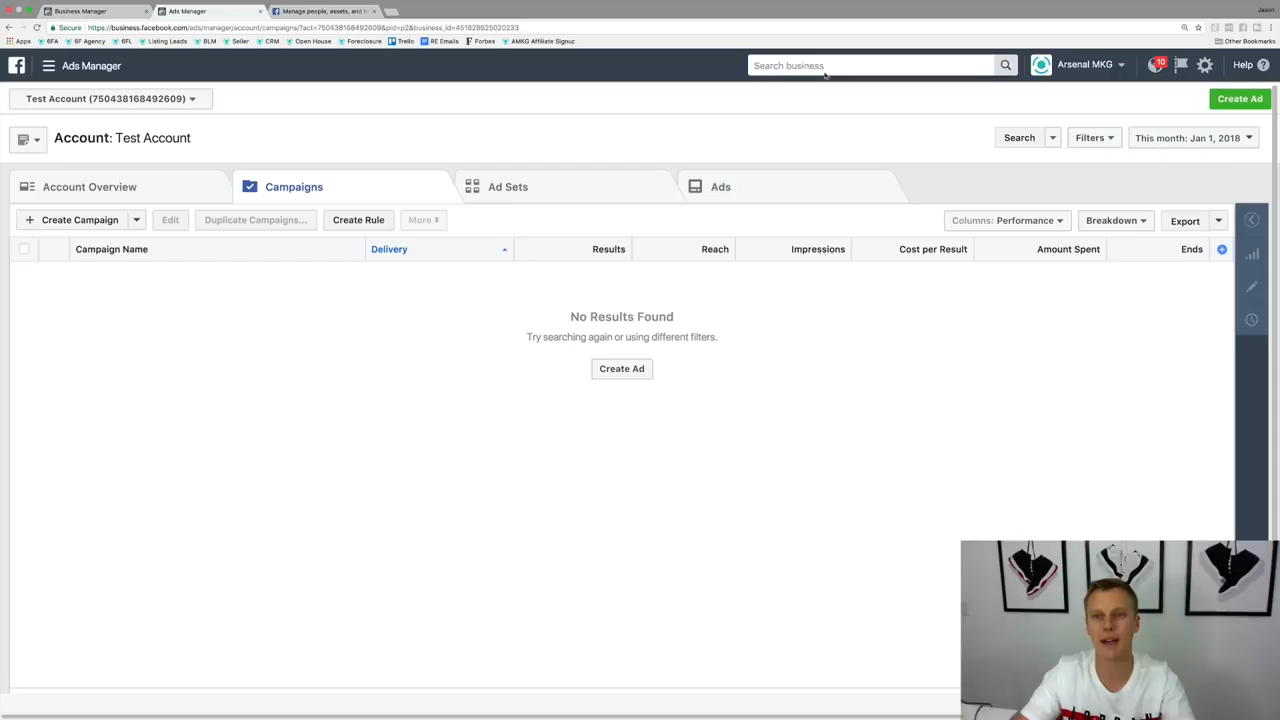 Business Manager
Ads Manager
Manage people, assets, and b
Jason
Secure
https://business.facebook.com/ads/manager/account/campaigns/?act=750438168492609&pid=p2&business_id=451828625020233
Apps 6FA 6F Agency 6FL Listing Leads BLM Seller CRM Open House Foreclosure Trello RE Emails Forbes AMKG Affiliate Signup Other Bookmarks
Ads Manager
Search business
Arsenal MKG
10
Help
Test Account (750438168492609)
Create Ad
Account: Test Account
Search
Filters
This month: Jan 1, 2018
Account Overview
Campaigns
Ad Sets
Ads
+ Create Campaign
Edit
Duplicate Campaigns...
Create Rule
More
Columns: Performance
Breakdown
Export
Campaign Name
Delivery
Results
Reach
Impressions
Cost per Result
Amount Spent
Ends
No Results Found
Try searching again or using different filters.
Create Ad